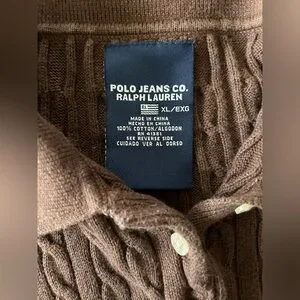 POLO JEANS CO.
RALPH LAUREN
XL/EXG
MADE IN CHINA
HECHO EN CHINA
100% COTTON/ALGODON
RN 41381
SEE REVERSE SIDE
CUIDADO VER AL DORSO